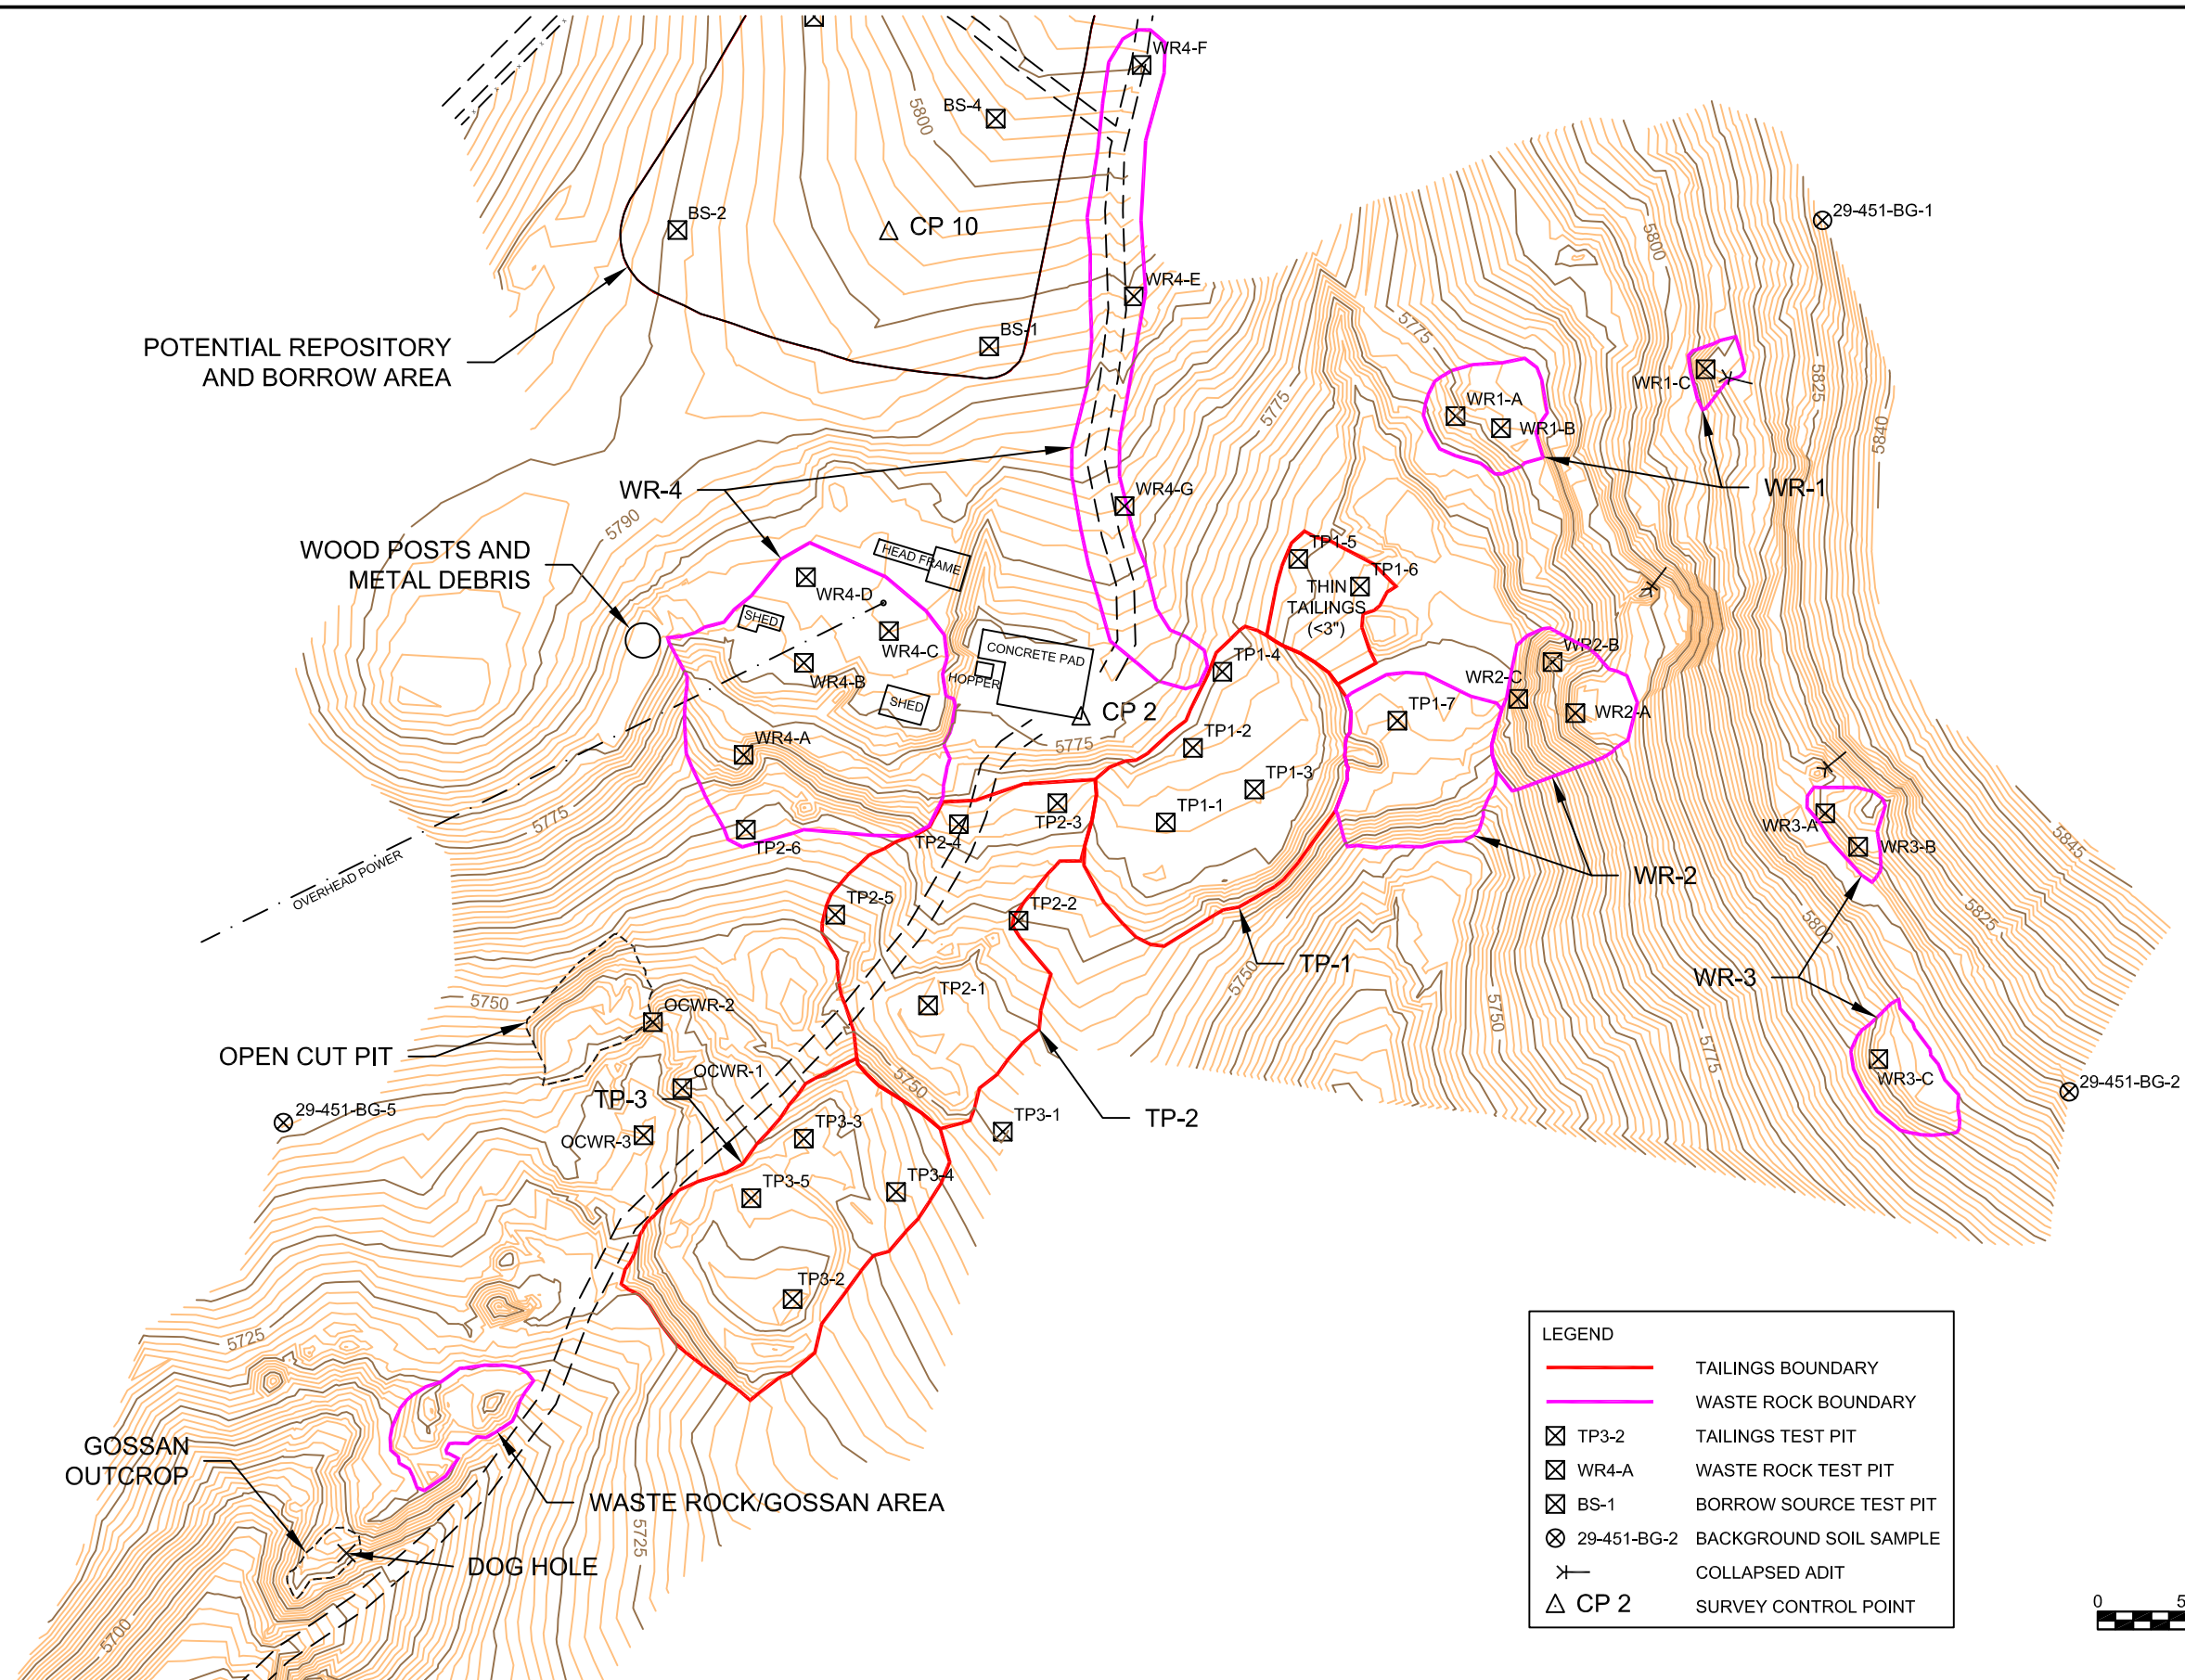 WR4-F
BS-4
5800
29-451-BG-1
BS-2
CP 10
5800
WR4-E
5775
BS-1
POTENTIAL REPOSITORY
AND BORROW AREA
WR1-C
5825
5775
WR1-A
WR1-B
5840
WR-4
WR4-G
WR-1
5790
WOOD POSTS AND
METAL DEBRIS
HEAD FRAME
TP1-5
TP1-6
THIN
TAILINGS
(<3")
WR4-D
SHED
WR4-C
CONCRETE PAD
HOPPER
WR4-B
SHED
TP1-4
WR2-B
WR2-C
WR2-A
CP 2
TP1-7
WR4-A
5775
TP1-2
TP1-3
5775
TP1-1
TP2-3
TP2-4
TP2-6
WR3-A
WR3-B
5845
OVERHEAD POWER
WR-2
TP2-5
TP2-2
5800
5825
TP-1
5750
WR-3
5750
TP2-1
5750
OCWR-2
OPEN CUT PIT
5775
WR3-C
OCWR-1
5750
TP-3
29-451-BG-2
29-451-BG-5
OCWR-3
TP3-3
TP3-1
TP-2
TP3-5
TP3-4
TP3-2
5725
LEGEND
TAILINGS BOUNDARY
WASTE ROCK BOUNDARY
TP3-2 TAILINGS TEST PIT
WR4-A WASTE ROCK TEST PIT
BS-1 BORROW SOURCE TEST PIT
29-451-BG-2 BACKGROUND SOIL SAMPLE
COLLAPSED ADIT
CP 2 SURVEY CONTROL POINT
GOSSAN
OUTCROP
WASTE ROCK/GOSSAN AREA
5725
DOG HOLE
5700
0